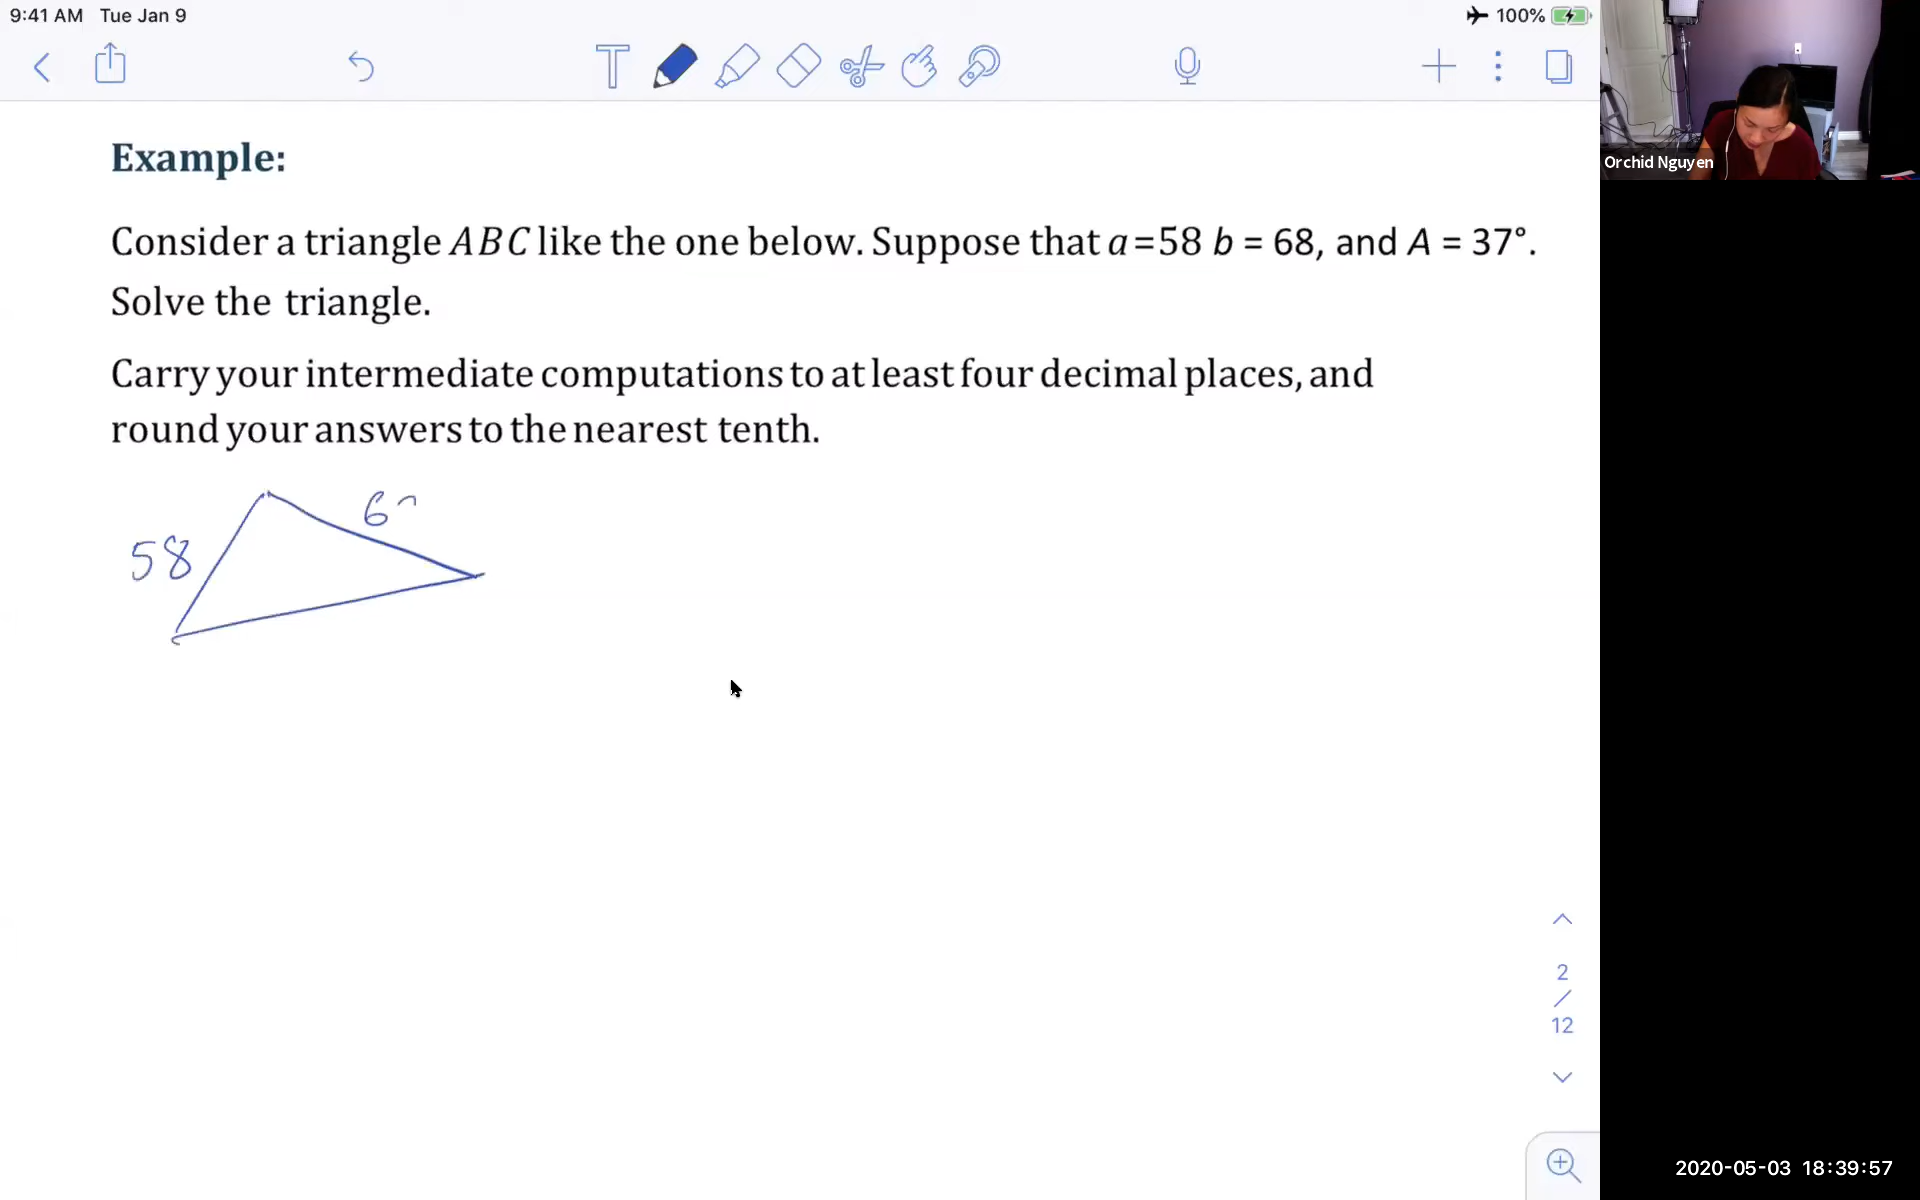 9:41 AM Tue Jan 9
100%
Example:
Consider a triangle ABC like the one below. Suppose that a=58 b = 68, and A = 37°.
Solve the triangle.
Carry your intermediate computations to at least four decimal places, and
round your answers to the nearest tenth.
6
58
2
/
12
Orchid Nguyen
2020-05-03 18:39:57